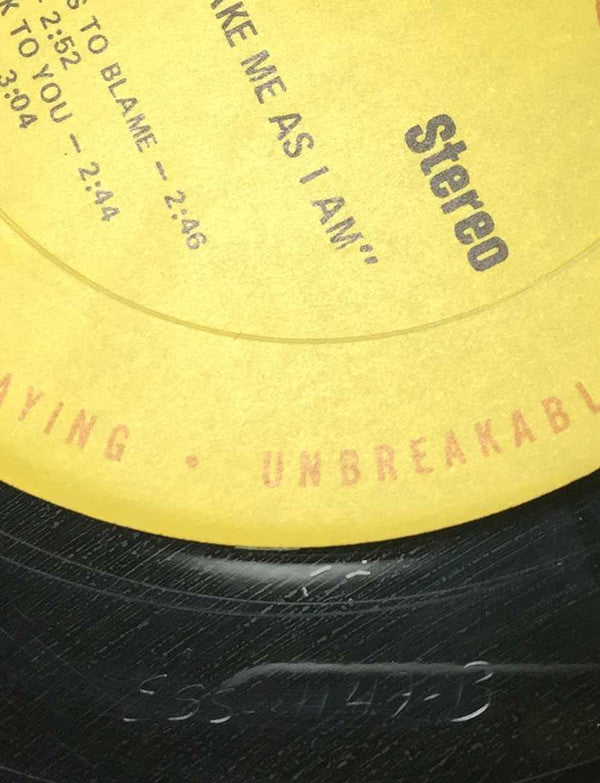 AKE ME AS I AM"
Stereo
S TO BLAME — 2:46
2:52
K TO YOU — 2:44
3:04
AYING • UNBREAKABL